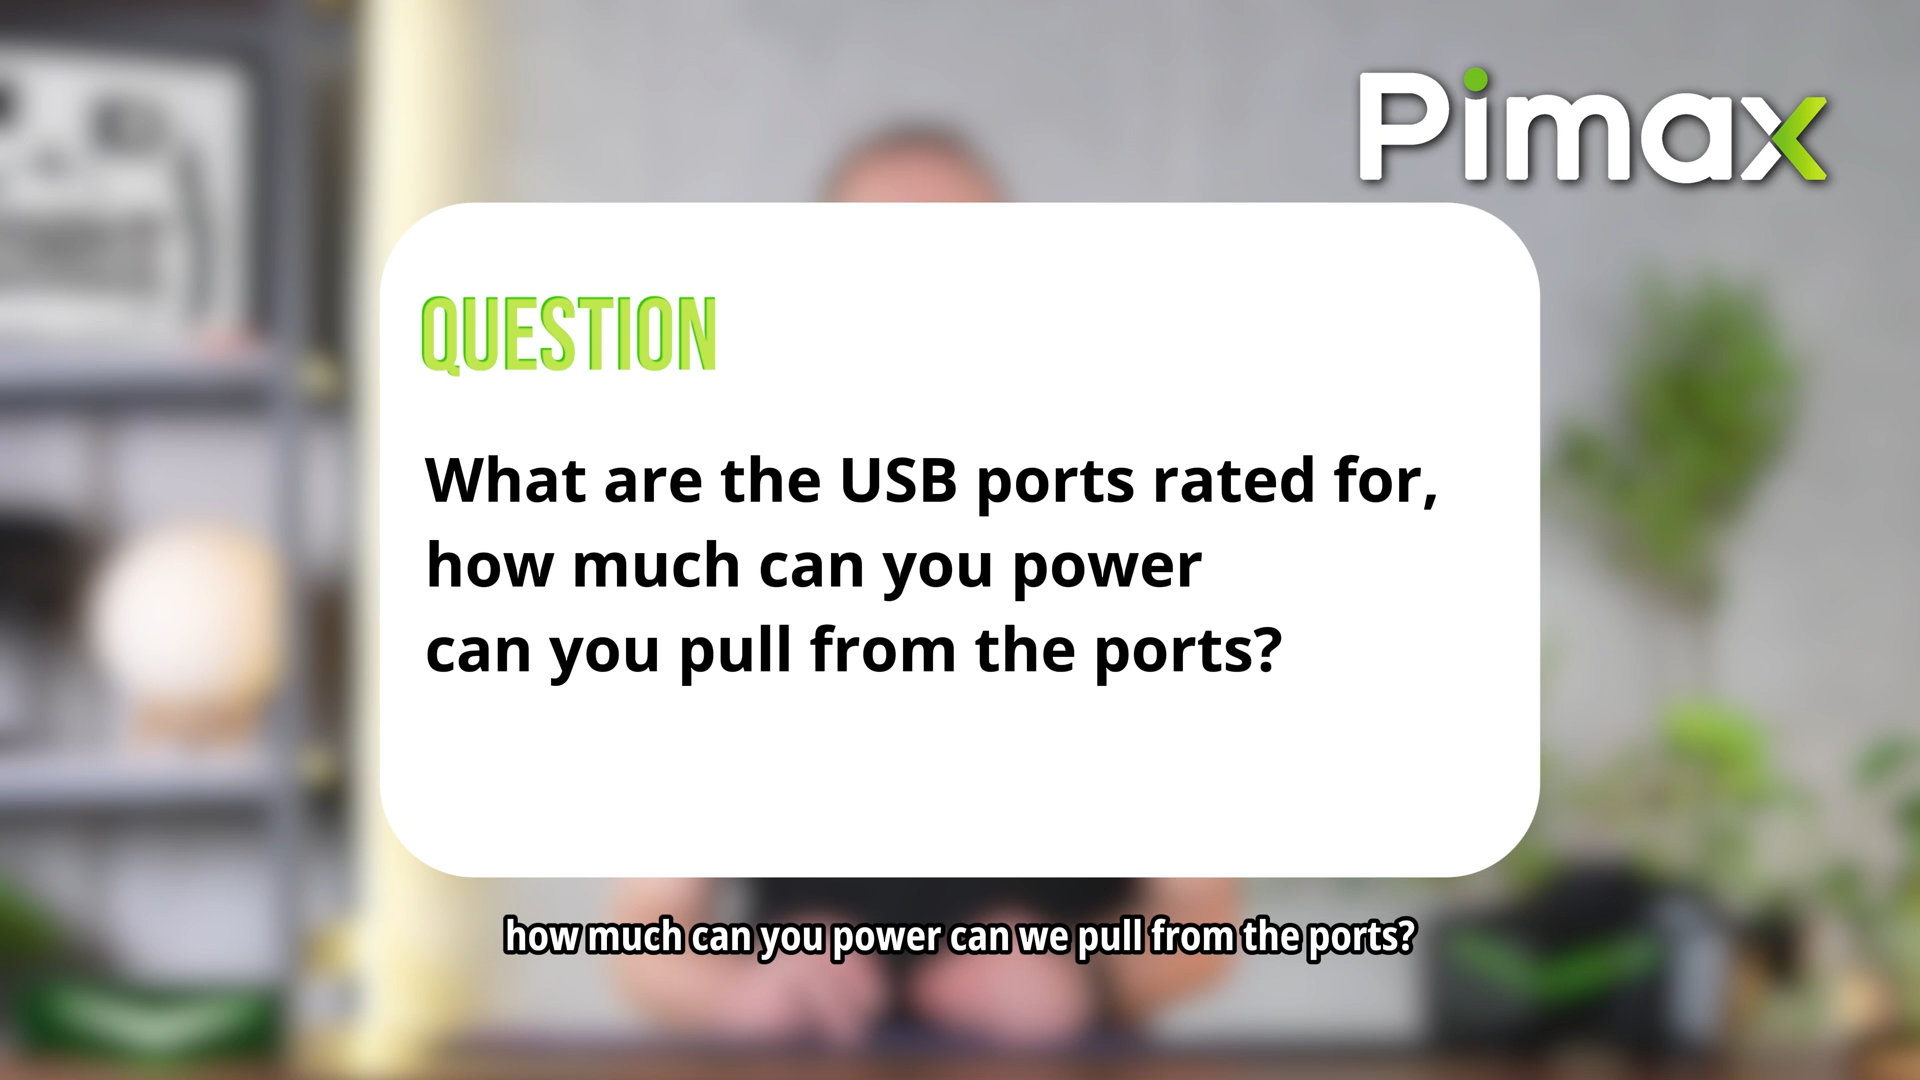 Pimax
QUESTION
What are the USB ports rated for,
how much can you power
can you pull from the ports?
how much can you power can we pull from the ports?